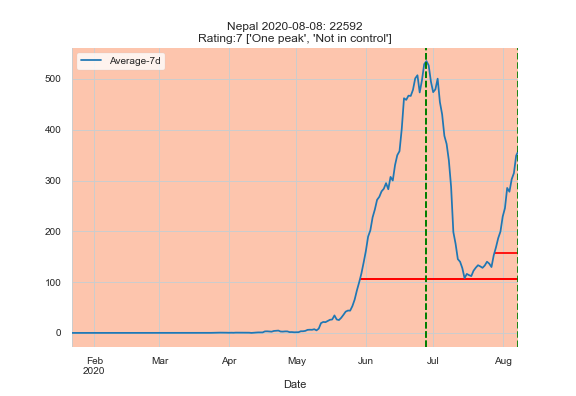 Nepal 2020-08-08: 22592
Rating:7 ['One peak', 'Not in control']
Average-7d
500
400
300
200
100
0
Feb Mar Apr May Jun Jul Aug
2020
Date